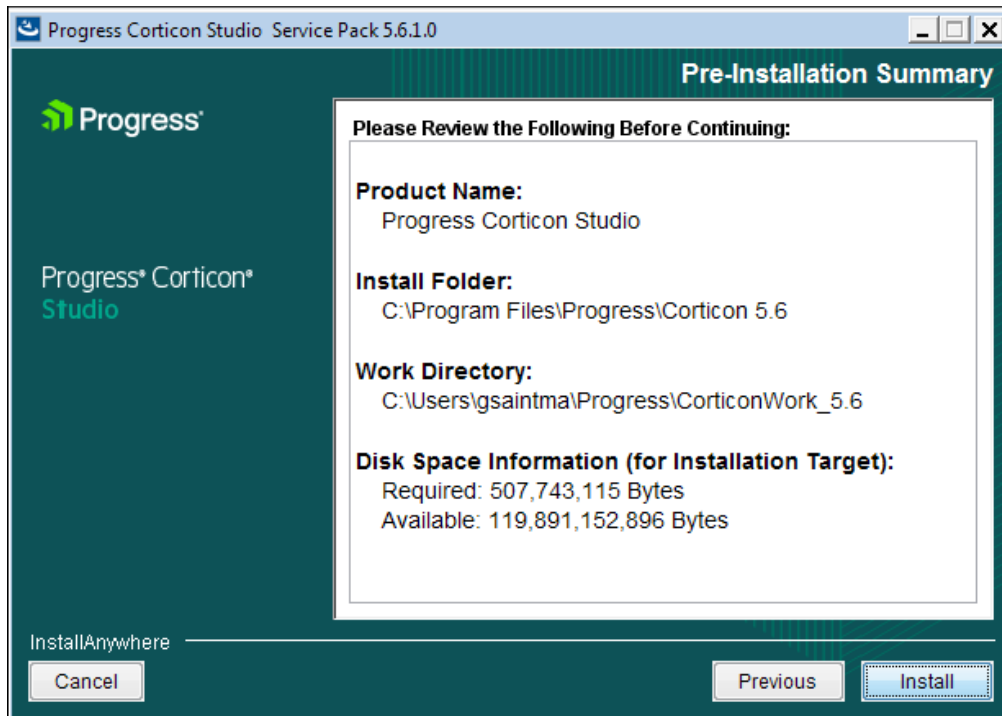 Progress Corticon Studio Service Pack 5.6.1.0
Pre-Installation Summary
Progress®
Please Review the Following Before Continuing:
Product Name:
Progress Corticon Studio
Progress® Corticon®
Studio
Install Folder:
C:\Program Files\Progress\Corticon 5.6
Work Directory:
C:\Users\gsaintma\Progress\CorticonWork_5.6
Disk Space Information (for Installation Target):
Required: 507,743,115 Bytes
Available: 119,891,152,896 Bytes
InstallAnywhere
Cancel
Previous
Install